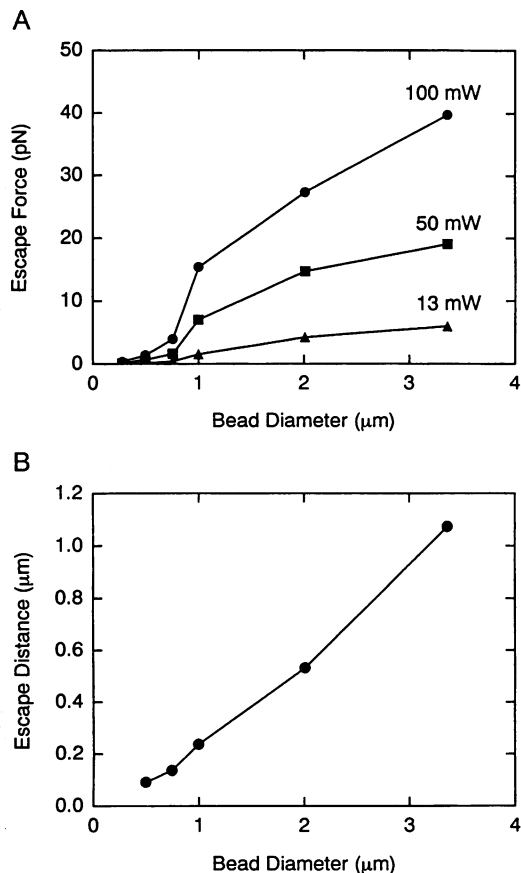 A
50
40
30
20
10
0
Escape Force (pN)
100 mW
50 mW
13 mW
0 1 2 3 4
Bead Diameter (μm)
B
1.2
1.0
0.8
0.6
0.4
0.2
0.0
Escape Distance (μm)
0 1 2 3 4
Bead Diameter (μm)